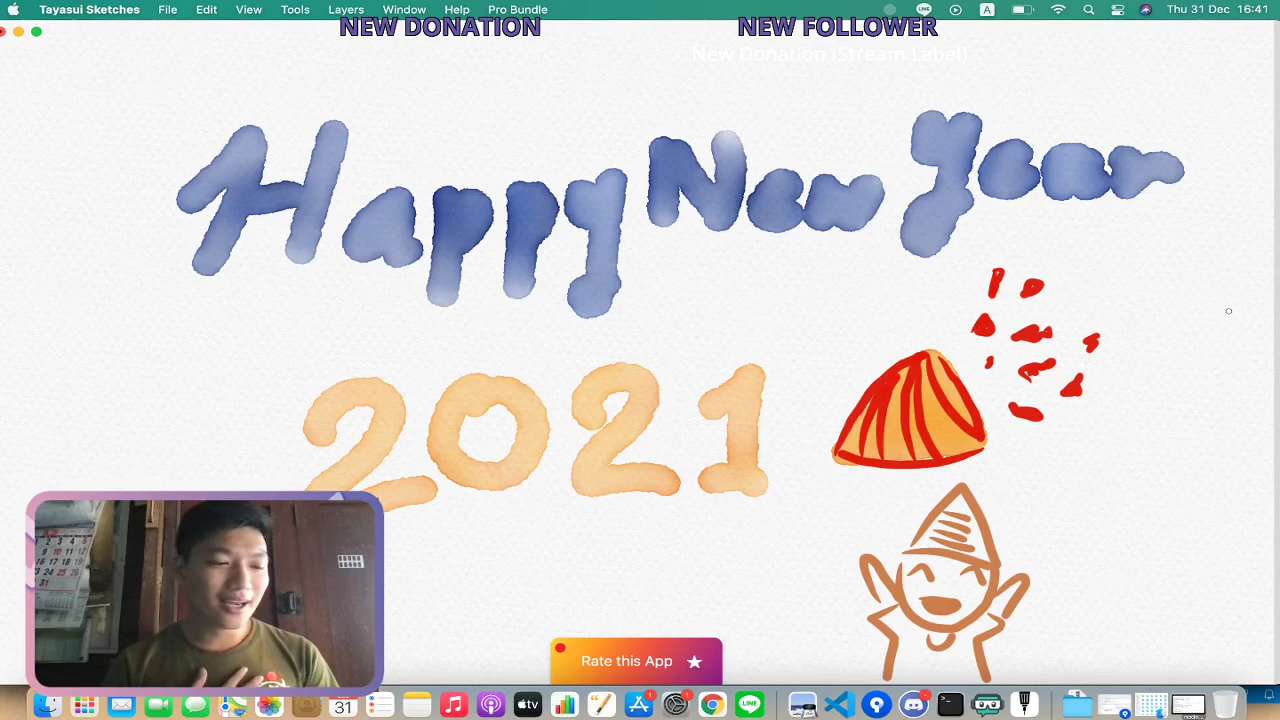 Tayasui Sketches File Edit View Tools Layers Window Help Pro Bundle A Thu 31 Dec 16:41
NEW DONATION NEW FOLLOWER
New Donation (Stream Label)
Happy New Year
2021
Rate this App
31